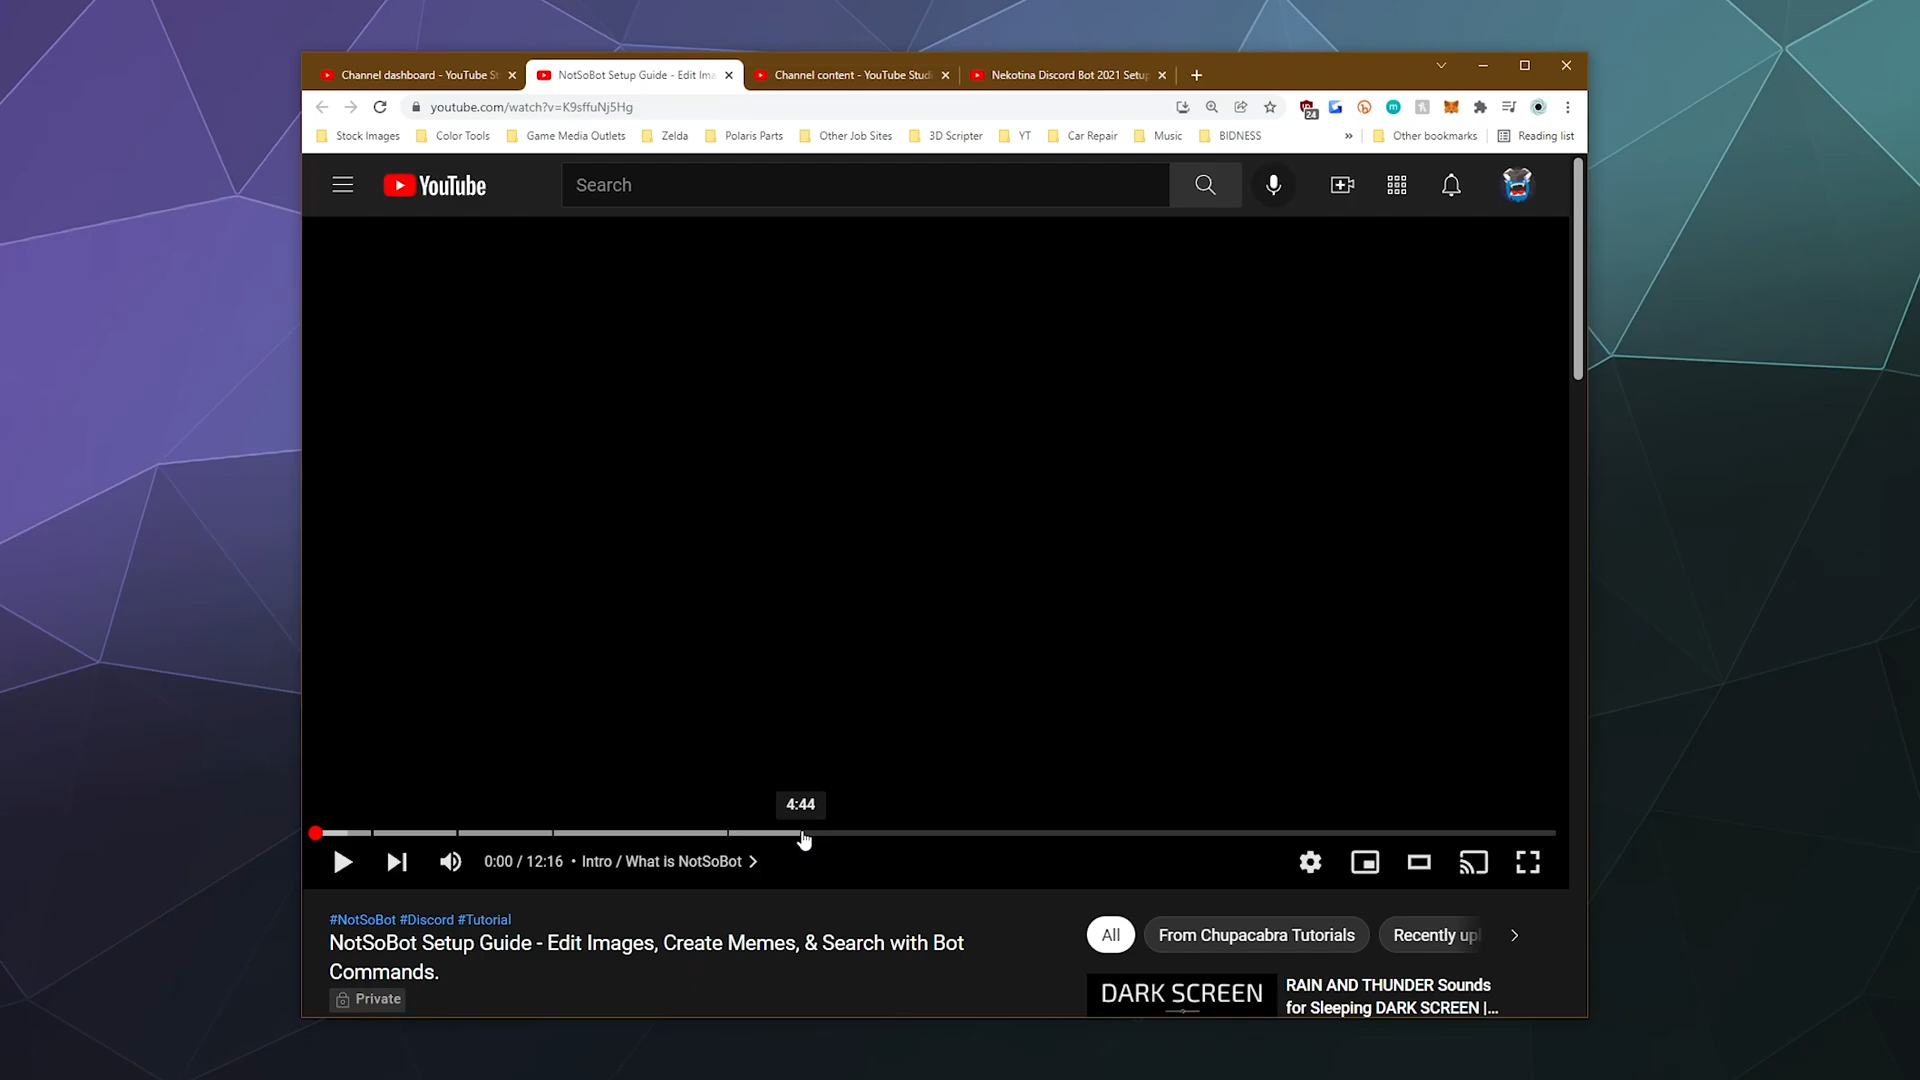 Channel dashboard - YouTube St
NotSoBot Setup Guide - Edit Ima
Channel content - YouTube Studi
Nekotina Discord Bot 2021 Setup
youtube.com/watch?v=K9sffuNj5Hg
24
m
Stock Images
Color Tools
Game Media Outlets
Zelda
Polaris Parts
Other Job Sites
3D Scripter
YT
Car Repair
Music
BIDNESS
»
Other bookmarks
Reading list
YouTube
Search
4:44
0:00 / 12:16 • Intro / What is NotSoBot
#NotSoBot #Discord #Tutorial
NotSoBot Setup Guide - Edit Images, Create Memes, & Search with Bot
Commands.
Private
All
From Chupacabra Tutorials
Recently upl
DARK SCREEN
RAIN AND THUNDER Sounds
for Sleeping DARK SCREEN |...